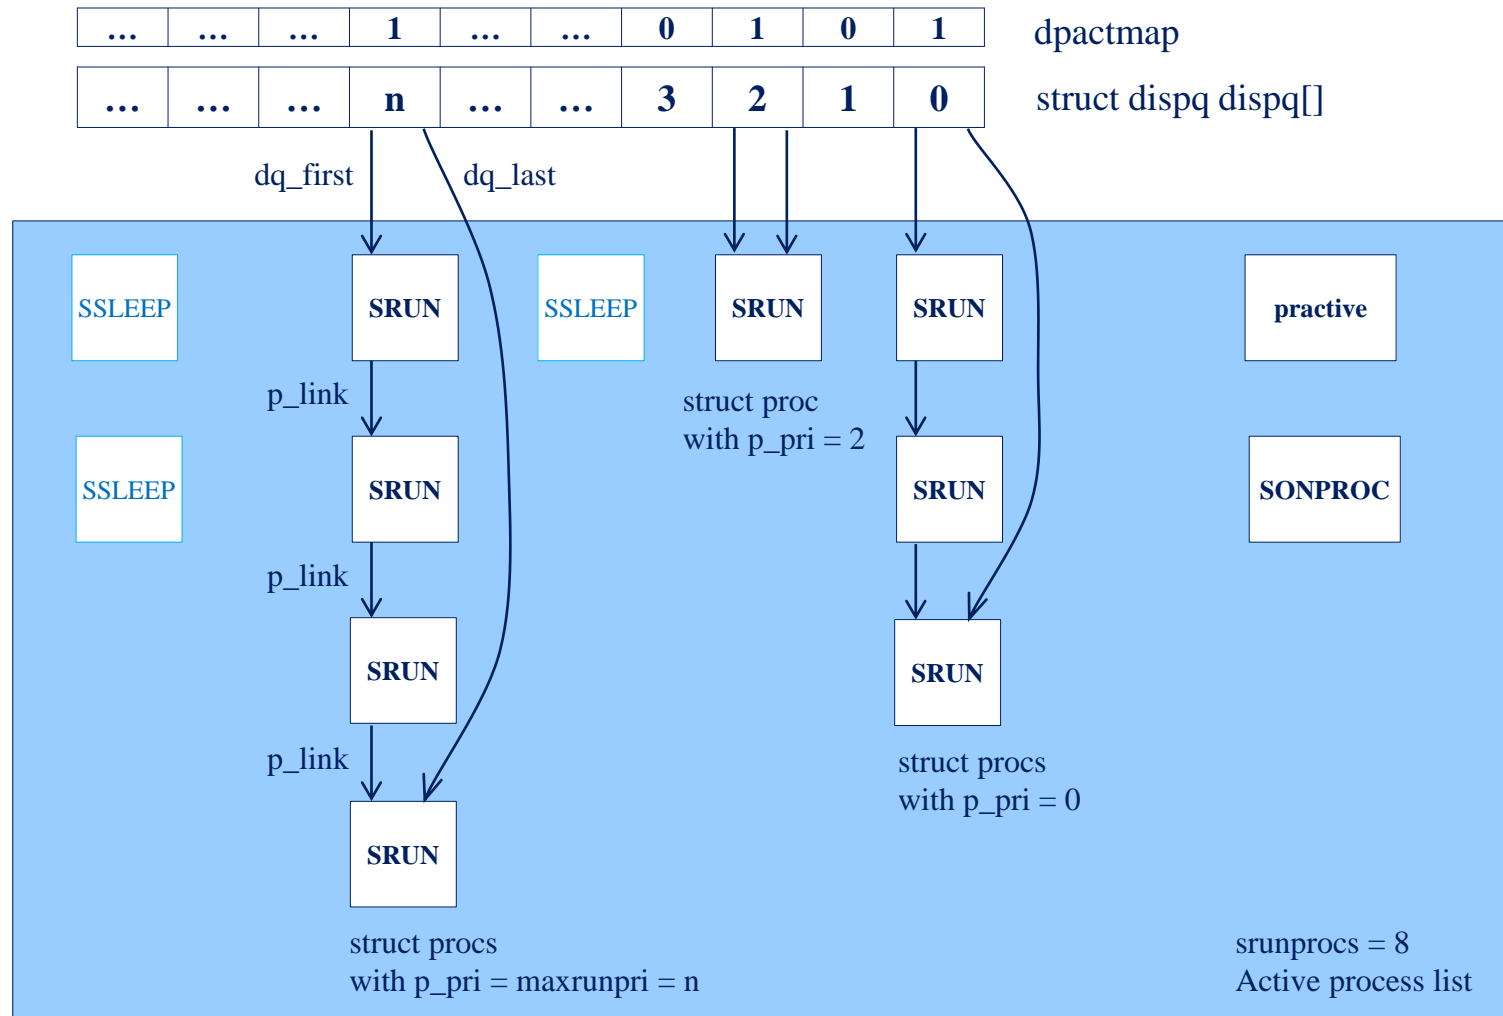 ... ... ... 1 ... ... 0 1 0 1 dpactmap
... ... ... n ... ... 3 2 1 0 struct dispq dispq[]
dq_first dq_last
SSLEEP SRUN SSLEEP SRUN SRUN practive
p_link
struct proc
with p_pri = 2
SSLEEP SRUN SRUN SONPROC
p_link
SRUN SRUN
p_link
struct procs
with p_pri = 0
SRUN
struct procs
with p_pri = maxrunpri = n
srunprocs = 8
Active process list